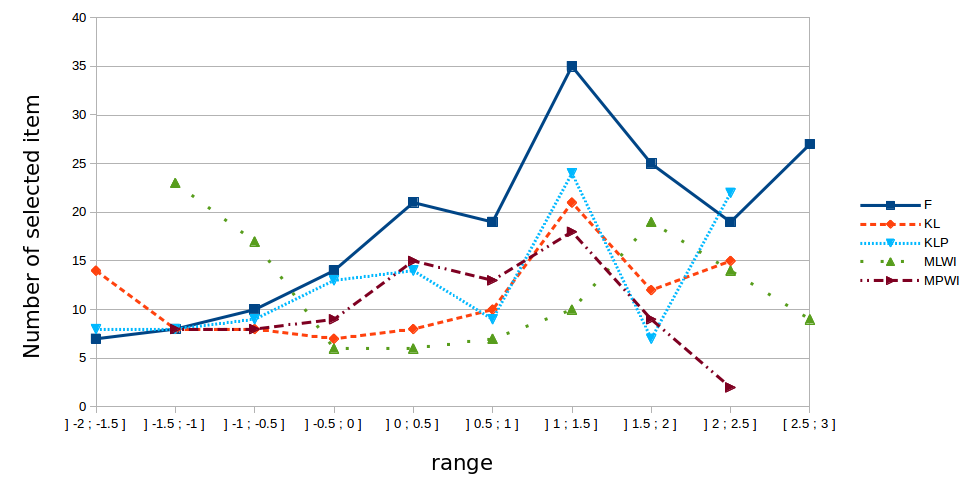 40
35
30
25
20
15
10
5
0
Number of selected item
] -2 ; -1.5 ] ] -1.5 ; -1 ] ] -1 ; -0.5 ] ] -0.5 ; 0 ] ] 0 ; 0.5 ] ] 0.5 ; 1 ] ] 1 ; 1.5 ] ] 1.5 ; 2 ] ] 2 ; 2.5 ] [ 2.5 ; 3 ]
range
F
KL
KLP
MLWI
MPWI